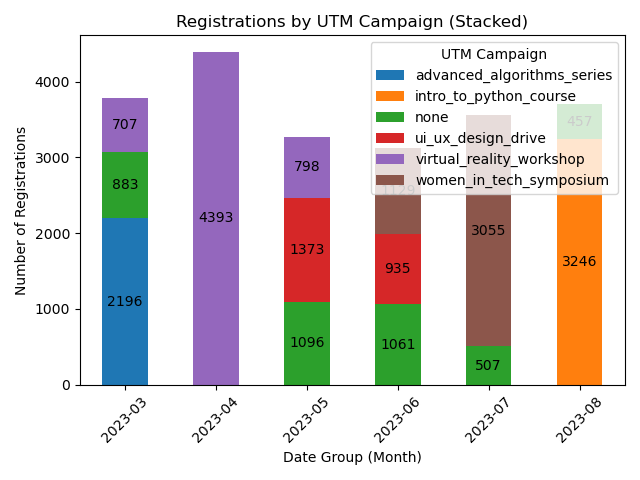 Registrations by UTM Campaign (Stacked)
UTM Campaign
advanced_algorithms_series
intro_to_python_course
none
ui_ux_design_drive
virtual_reality_workshop
women_in_tech_symposium
Number of Registrations
4000
3000
2000
1000
0
707
883
2196
4393
798
1373
1096
1129
935
1061
3055
507
457
3246
2023-03
2023-04
2023-05
2023-06
2023-07
2023-08
Date Group (Month)